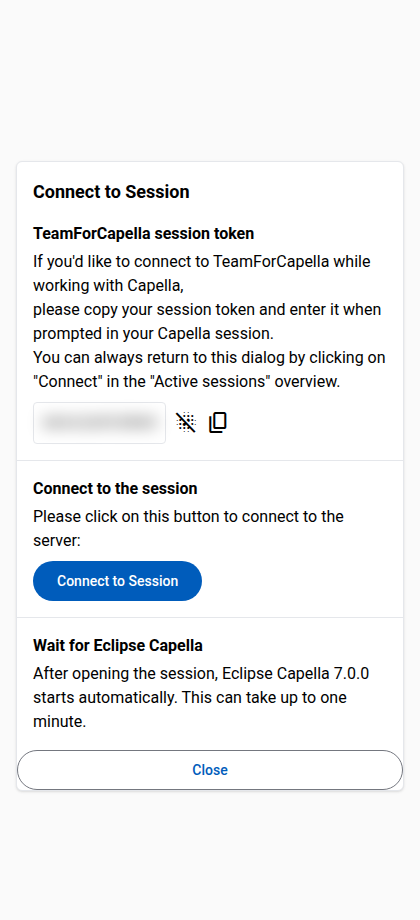 Connect to Session
TeamForCapella session token
If you'd like to connect to TeamForCapella while
working with Capella,
please copy your session token and enter it when
prompted in your Capella session.
You can always return to this dialog by clicking on
"Connect" in the "Active sessions" overview.
Connect to the session
Please click on this button to connect to the
server:
Connect to Session
Wait for Eclipse Capella
After opening the session, Eclipse Capella 7.0.0
starts automatically. This can take up to one
minute.
Close